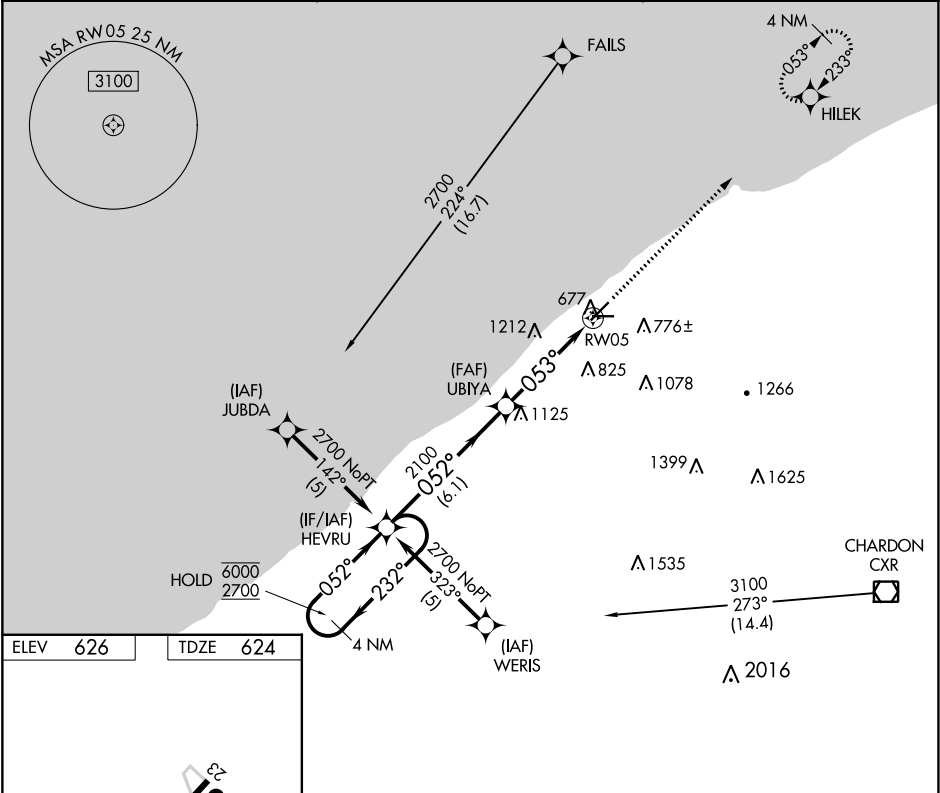 MSA RW05 25 NM
3100
FAILS
4 NM
053°
233°
HILEK
2700
224°
(16.7)
677
1212
RW05
776±
825
1078
1266
(FAF)
UBIYA
053°
1125
(IAF)
JUBDA
2700 NoPT
142°
(5)
2100
052°
(6.1)
1399
1625
(IF/IAF)
HEVRU
2700 NoPT
323°
(5)
1535
CHARDON
CXR
HOLD
6000
2700
052°
232°
3100
273°
(14.4)
4 NM
(IAF)
WERIS
2016
ELEV 626
TDZE 624
23